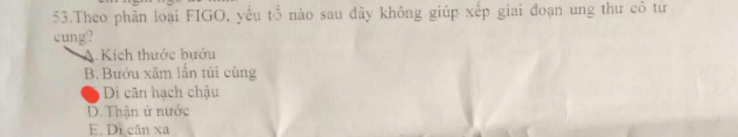 53.Theo phân loại FIGO, yếu tố nào sau đây không giúp xếp giai đoạn ung thư cổ tử
cung?
A. Kích thước bướu
B. Bướu xâm lấn túi cùng
Di căn hạch chậu
D. Thận ứ nước
E. Di căn xa